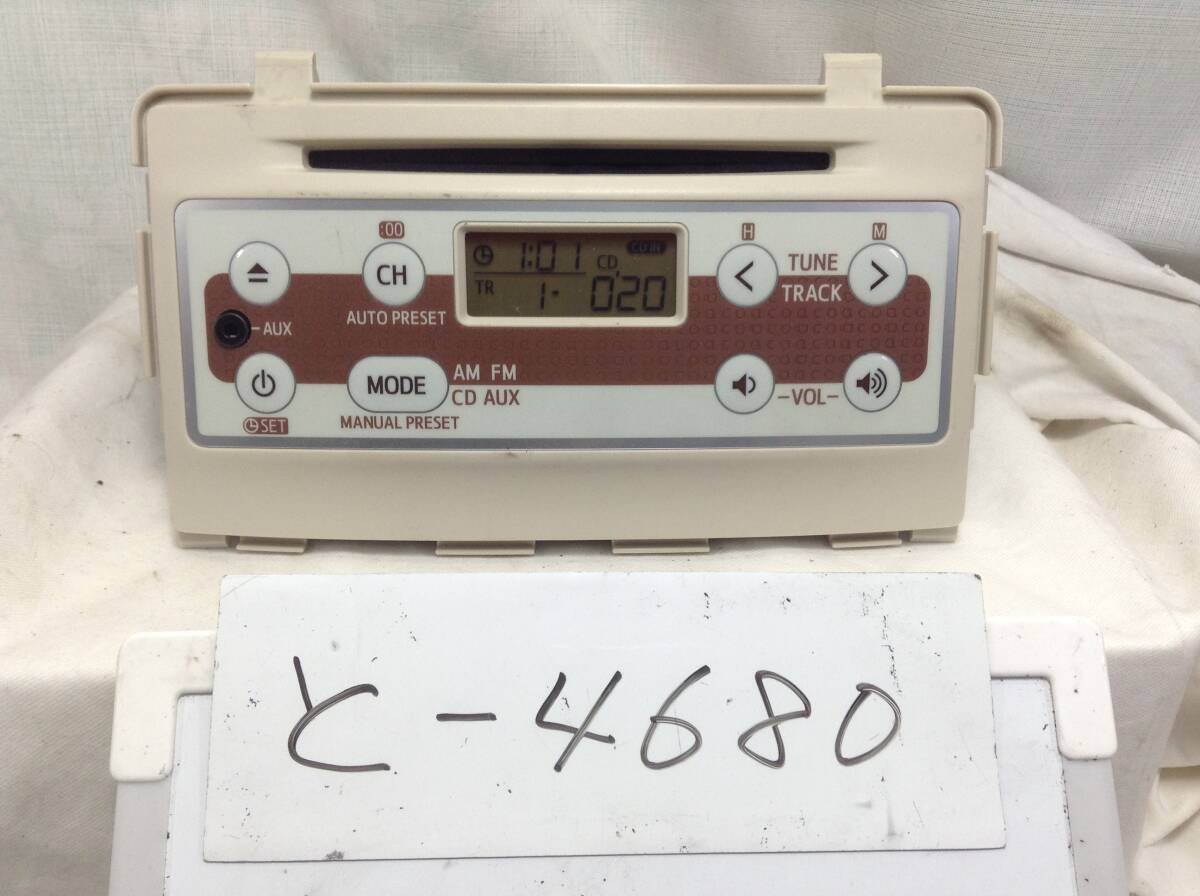 :00 H M
CH TUNE
TRACK
1:01 CD IN
CD
TR 1. 0'20
AUTO PRESET
AUX
MODE AM FM
CD AUX
-VOL-
SET MANUAL PRESET
と-4680